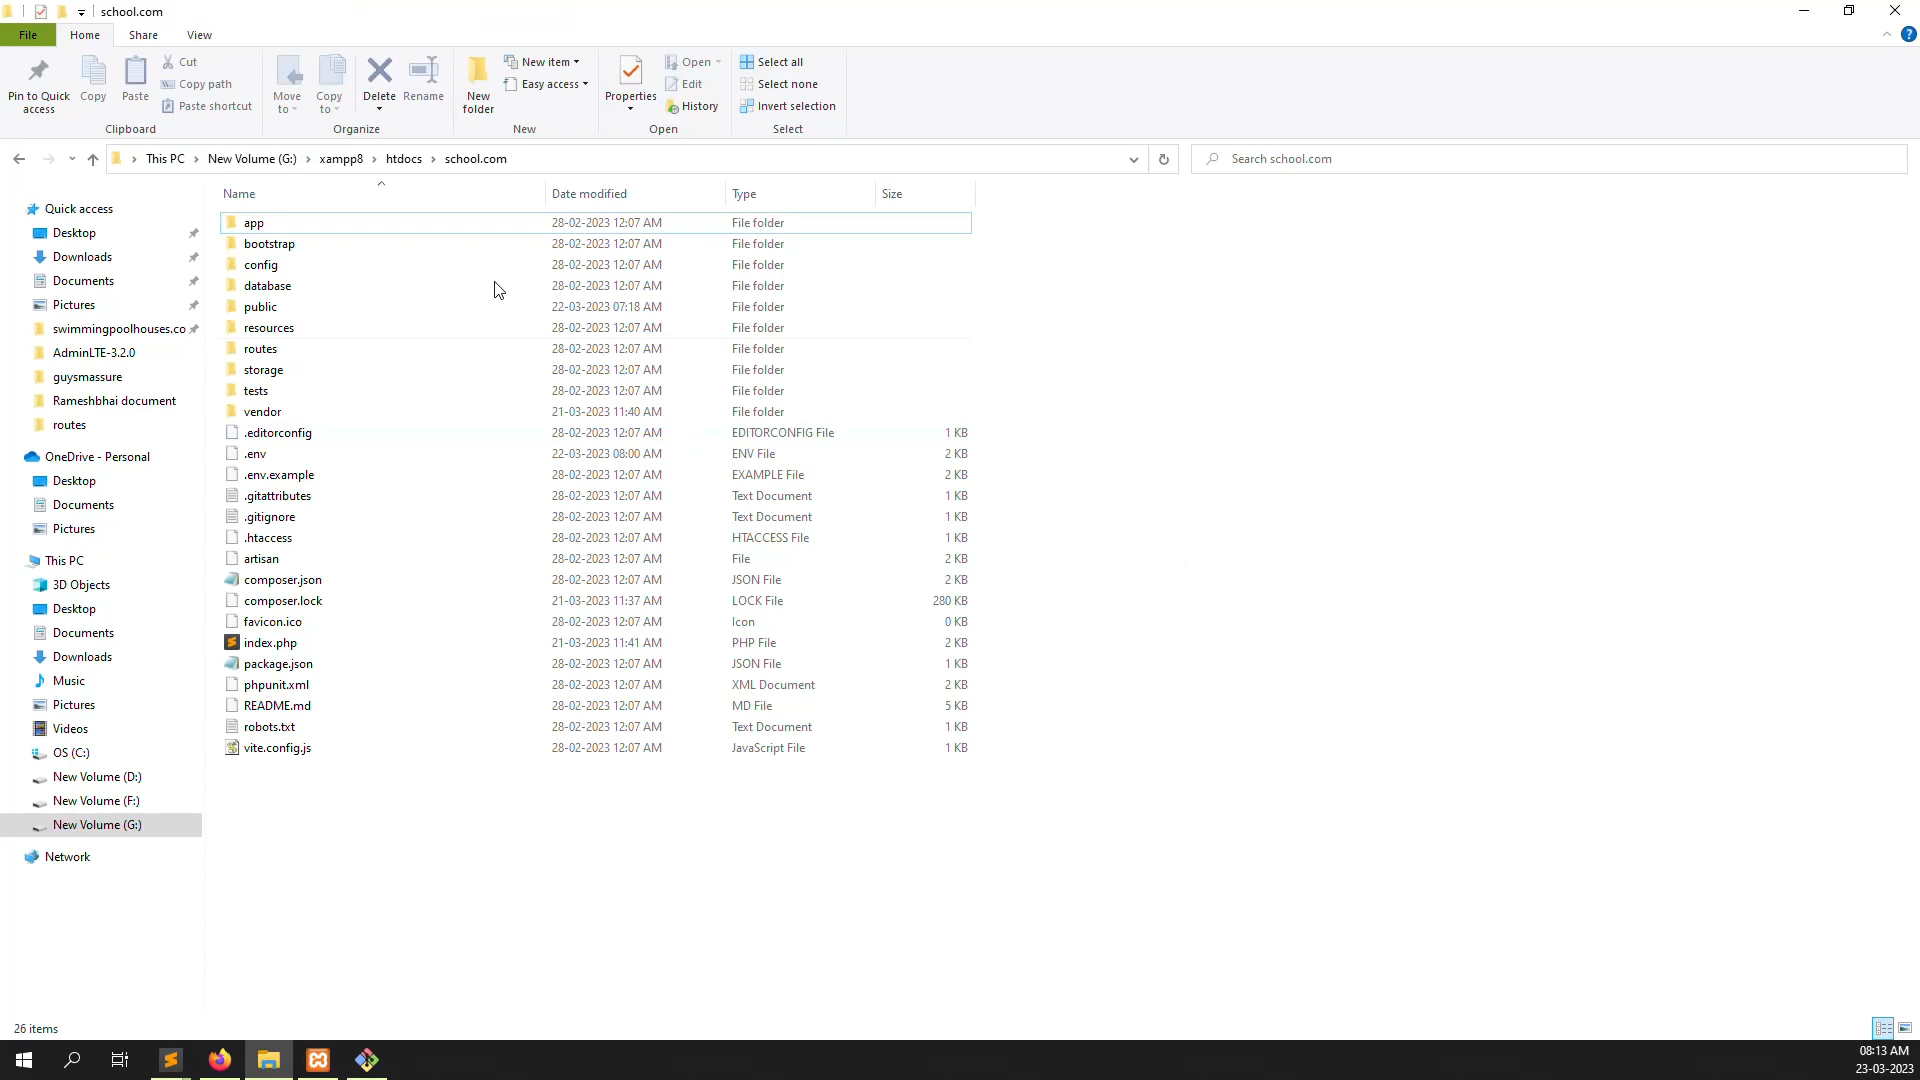 school.com
File Home Share View
Pin to Quick access
Copy
Paste
Cut
Copy path
Paste shortcut
Clipboard
Move to
Copy to
Delete
Rename
Organize
New folder
New item
Easy access
New
Properties
Open
Edit
History
Open
Select all
Select none
Invert selection
Select
This PC New Volume (G:) xampp8 htdocs school.com
Search school.com
Quick access
Desktop
Downloads
Documents
Pictures
swimmingpoolhouses.co
AdminLTE-3.2.0
guysmassure
Rameshbhai document
routes
OneDrive - Personal
Desktop
Documents
Pictures
This PC
3D Objects
Desktop
Documents
Downloads
Music
Pictures
Videos
OS (C:)
New Volume (D:)
New Volume (F:)
New Volume (G:)
Network
Name Date modified Type Size
app 28-02-2023 12:07 AM File folder
bootstrap 28-02-2023 12:07 AM File folder
config 28-02-2023 12:07 AM File folder
database 28-02-2023 12:07 AM File folder
public 22-03-2023 07:18 AM File folder
resources 28-02-2023 12:07 AM File folder
routes 28-02-2023 12:07 AM File folder
storage 28-02-2023 12:07 AM File folder
tests 28-02-2023 12:07 AM File folder
vendor 21-03-2023 11:40 AM File folder
.editorconfig 28-02-2023 12:07 AM EDITORCONFIG File 1 KB
.env 22-03-2023 08:00 AM ENV File 2 KB
.env.example 28-02-2023 12:07 AM EXAMPLE File 2 KB
.gitattributes 28-02-2023 12:07 AM Text Document 1 KB
.gitignore 28-02-2023 12:07 AM Text Document 1 KB
.htaccess 28-02-2023 12:07 AM HTACCESS File 1 KB
artisan 28-02-2023 12:07 AM File 2 KB
composer.json 28-02-2023 12:07 AM JSON File 2 KB
composer.lock 21-03-2023 11:37 AM LOCK File 280 KB
favicon.ico 28-02-2023 12:07 AM Icon 0 KB
index.php 21-03-2023 11:41 AM PHP File 2 KB
package.json 28-02-2023 12:07 AM JSON File 1 KB
phpunit.xml 28-02-2023 12:07 AM XML Document 2 KB
README.md 28-02-2023 12:07 AM MD File 5 KB
robots.txt 28-02-2023 12:07 AM Text Document 1 KB
vite.config.js 28-02-2023 12:07 AM JavaScript File 1 KB
26 items
08:13 AM
23-03-2023